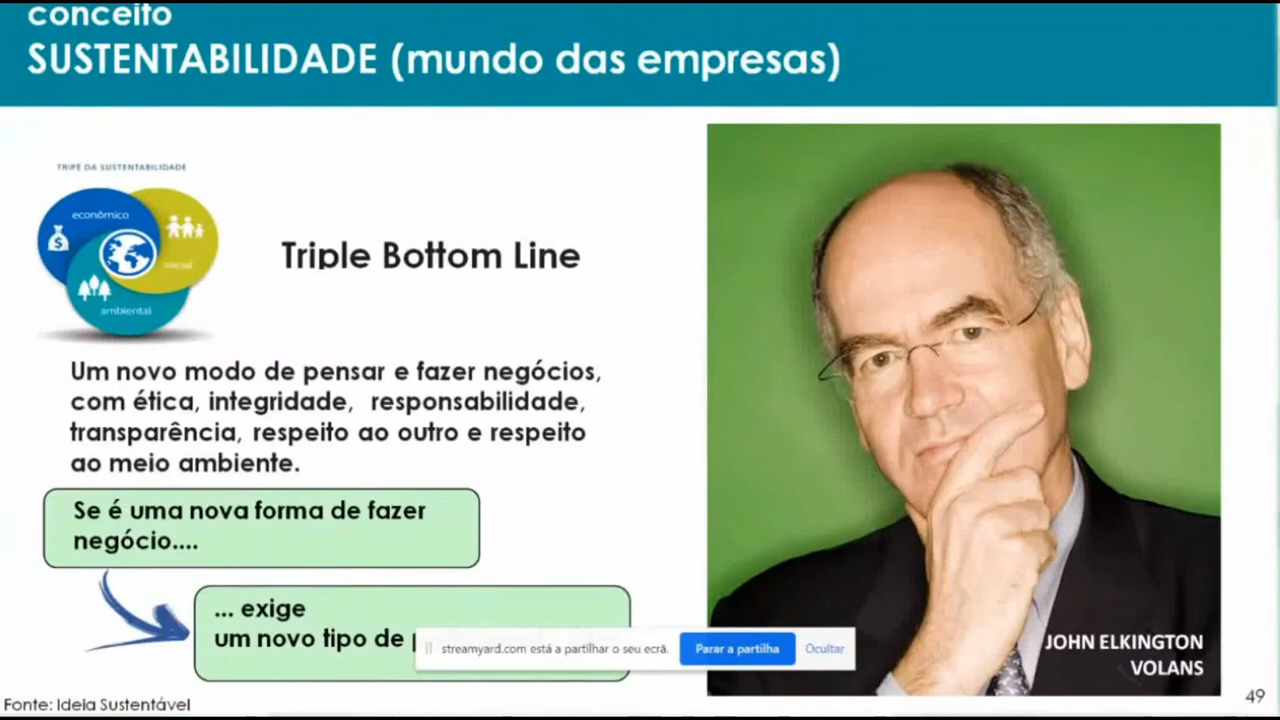 conceito
SUSTENTABILIDADE (mundo das empresas)
TRIPÉ DA SUSTENTABILIDADE
econômico
$
social
ambiental
Triple Bottom Line
Um novo modo de pensar e fazer negócios,
com ética, integridade, responsabilidade,
transparência, respeito ao outro e respeito
ao meio ambiente.
Se é uma nova forma de fazer
negócio....
... exige
um novo tipo de
streamyard.com está a partilhar o seu ecrã.
Parar a partilha
Ocultar
JOHN ELKINGTON
VOLANS
Fonte: Ideia Sustentável
49